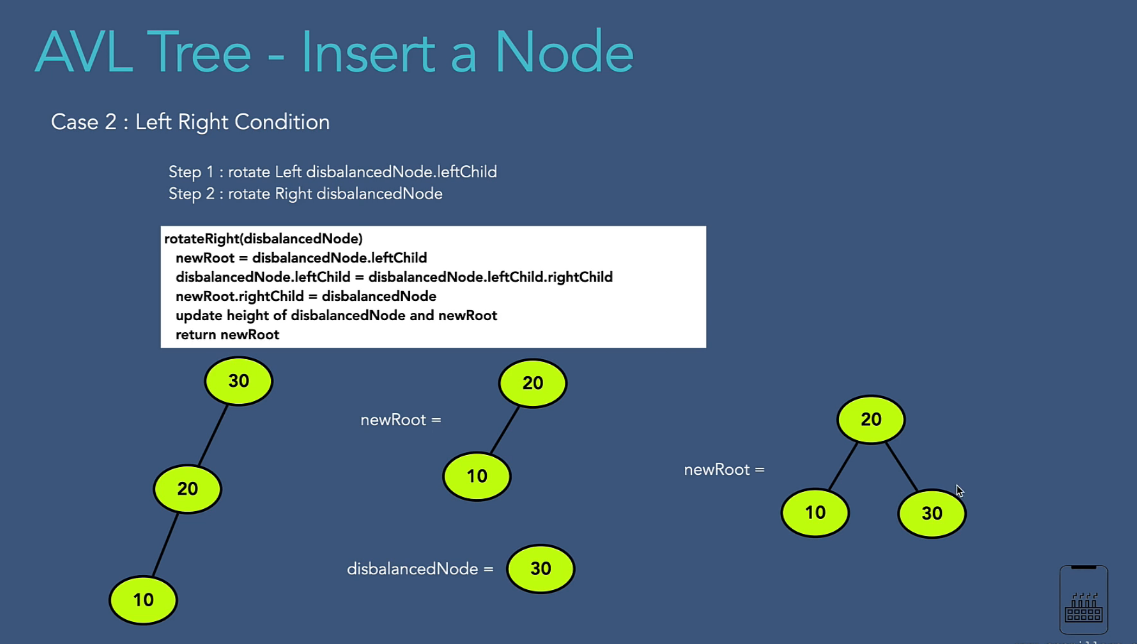 AVL Tree - Insert a Node
Case 2 : Left Right Condition
Step 1 : rotate Left disbalancedNode.leftChild
Step 2 : rotate Right disbalancedNode
rotateRight(disbalancedNode)
newRoot = disbalancedNode.leftChild
disbalancedNode.leftChild = disbalancedNode.leftChild.rightChild
newRoot.rightChild = disbalancedNode
update height of disbalancedNode and newRoot
return newRoot
30
20
10
newRoot =
20
10
disbalancedNode =
30
newRoot =
20
10
30